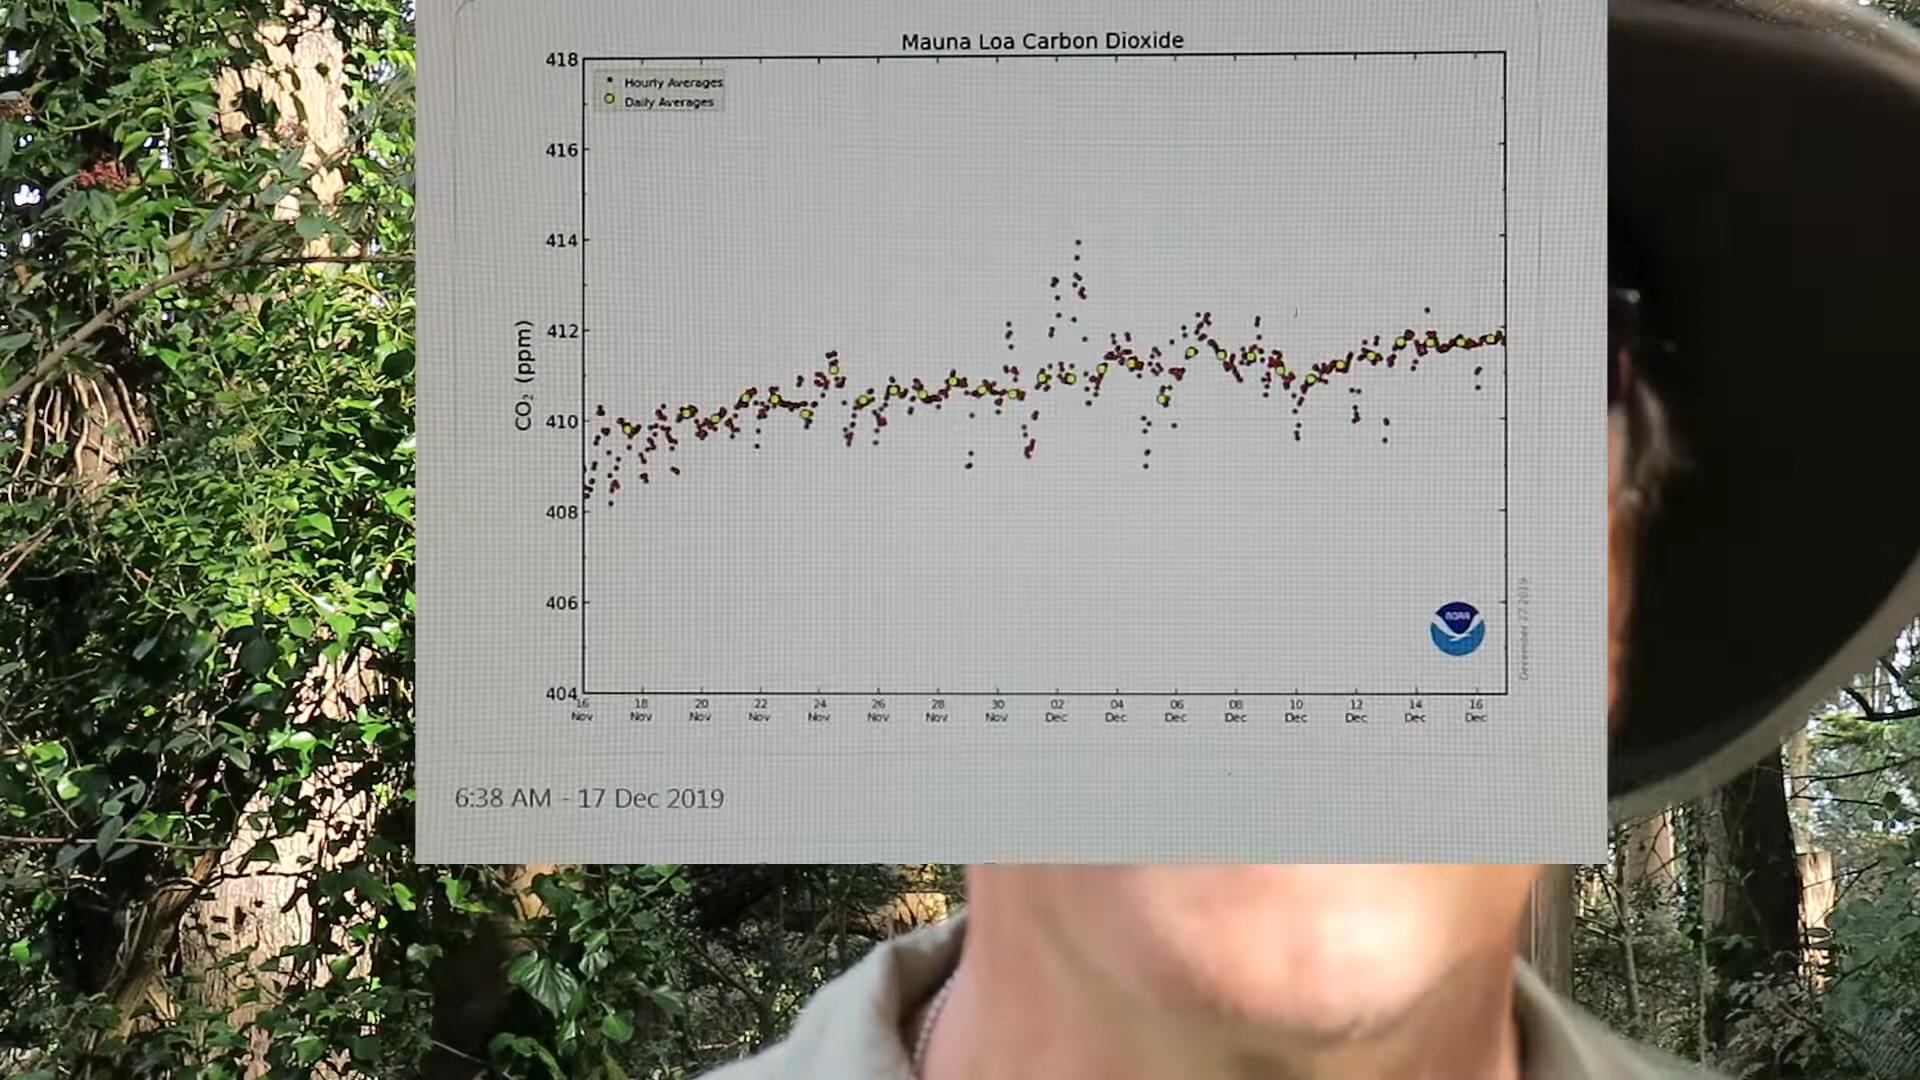 Mauna Loa Carbon Dioxide
418
Hourly Averages
Daily Averages
416
414
412
CO₂ (ppm)
410
408
406
NOAA
404
16 Nov
18 Nov
20 Nov
22 Nov
24 Nov
26 Nov
28 Nov
30 Nov
02 Dec
04 Dec
06 Dec
08 Dec
10 Dec
12 Dec
14 Dec
16 Dec
6:38 AM - 17 Dec 2019